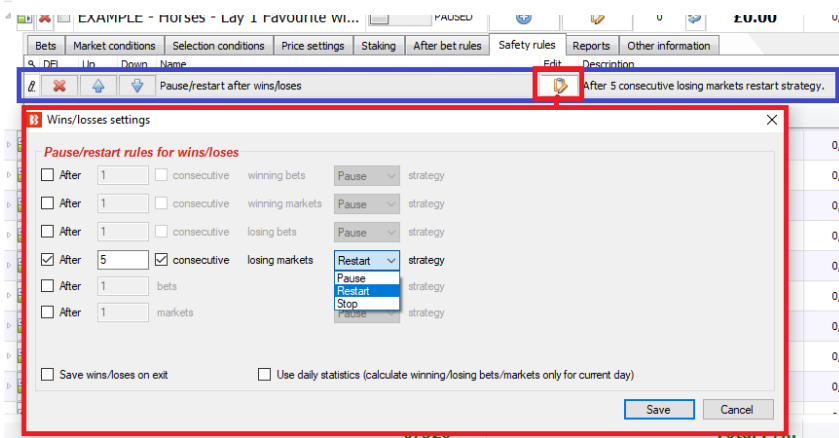 EXAMPLE - Horses - Lay 1 Favourite wi... PAUSED 0 £0.00
Bets Market conditions Selection conditions Price settings Staking After bet rules Safety rules Reports Other information
DEL Up Down Name Edit Description
Pause/restart after wins/loses After 5 consecutive losing markets restart strategy.
Wins/losses settings
Pause/restart rules for wins/loses
After 1 consecutive winning bets Pause strategy
After 1 consecutive winning markets Pause strategy
After 1 consecutive losing bets Pause strategy
After 5 consecutive losing markets Restart strategy
Pause
Restart
Stop
After 1 bets strategy
After 1 markets Pause strategy
Save wins/loses on exit Use daily statistics (calculate winning/losing bets/markets only for current day)
Save Cancel